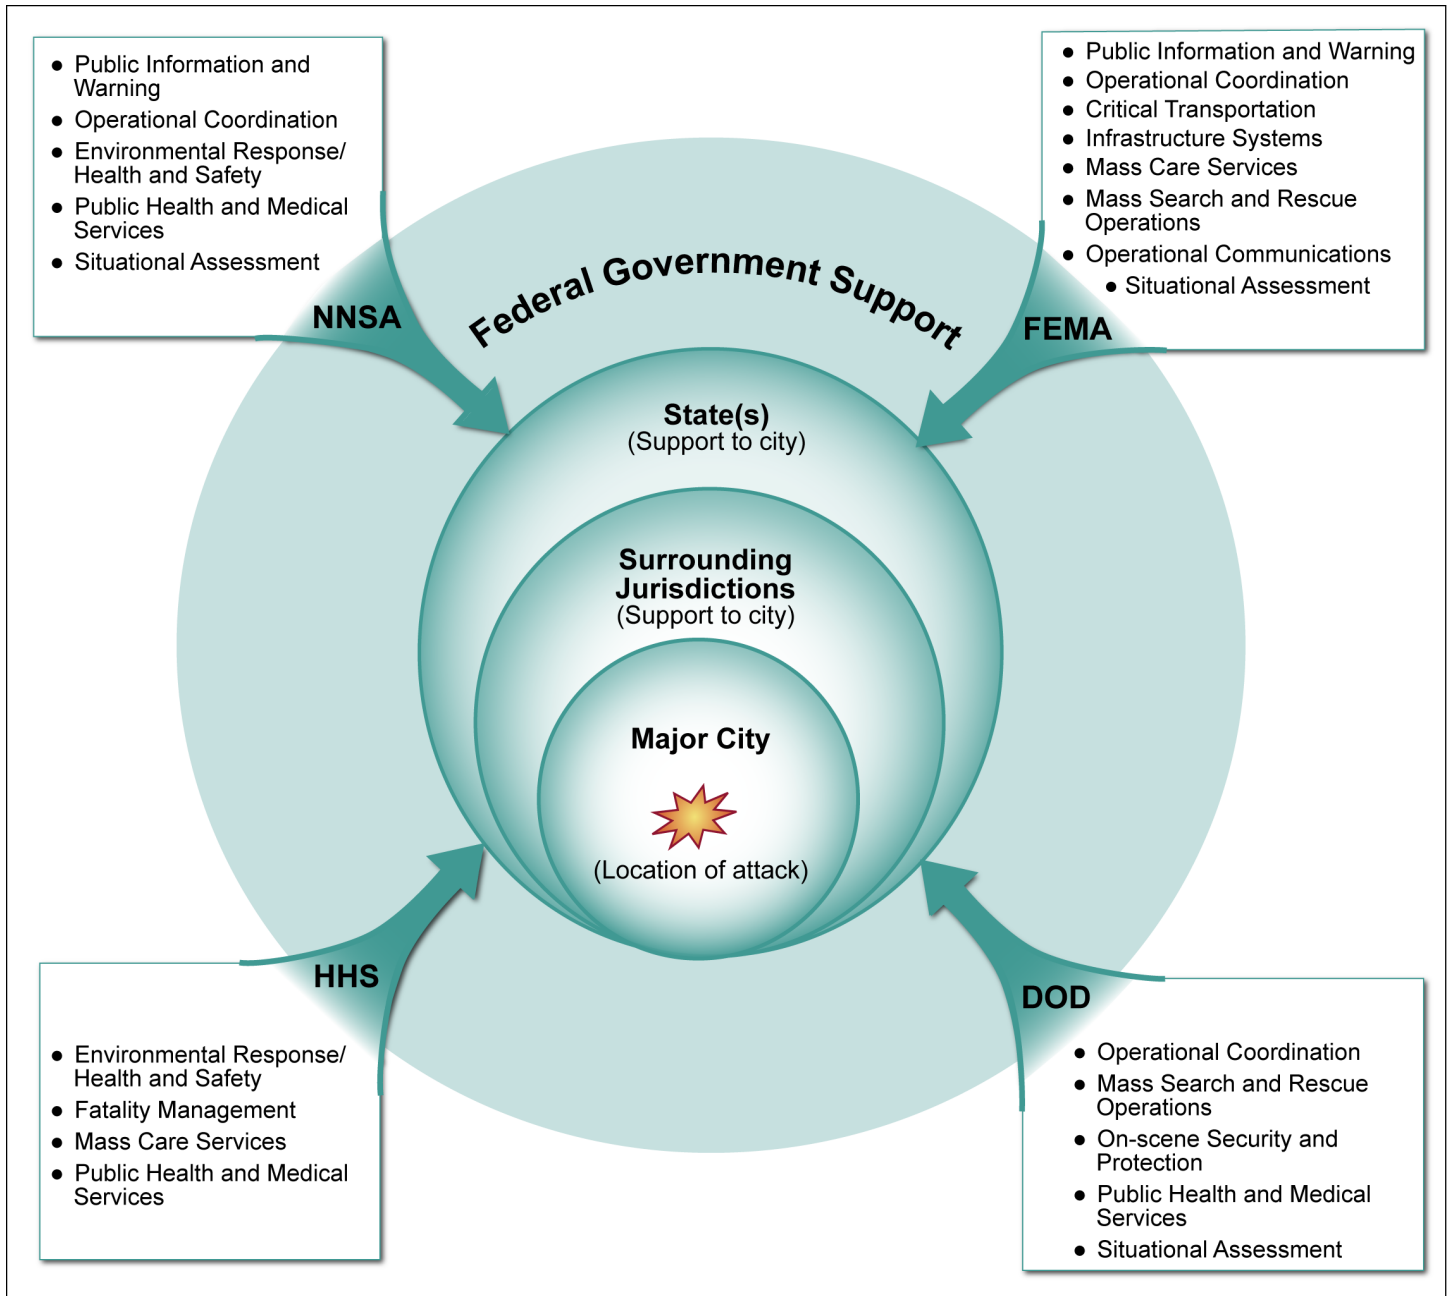 ● Public Information and
Warning
● Operational Coordination
● Environmental Response/
Health and Safety
● Public Health and Medical
Services
● Situational Assessment
NNSA
● Public Information and Warning
● Operational Coordination
● Critical Transportation
● Infrastructure Systems
● Mass Care Services
● Mass Search and Rescue
Operations
● Operational Communications
● Situational Assessment
FEMA
Federal Government Support
State(s)
(Support to city)
Surrounding
Jurisdictions
(Support to city)
Major City
(Location of attack)
HHS
● Environmental Response/
Health and Safety
● Fatality Management
● Mass Care Services
● Public Health and Medical
Services
DOD
● Operational Coordination
● Mass Search and Rescue
Operations
● On-scene Security and
Protection
● Public Health and Medical
Services
● Situational Assessment